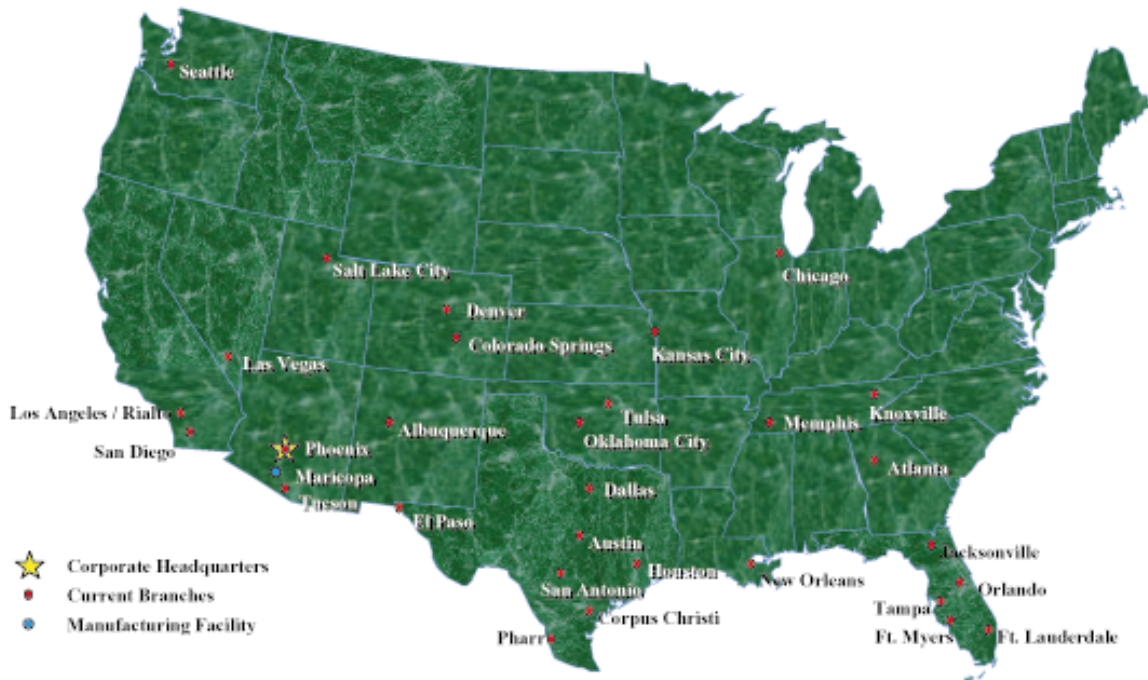 Seattle
Salt Lake City
Chicago
Denver
Colorado Springs
Kansas City
Las Vegas
Los Angeles / Rialto
San Diego
Phoenix
Maricopa
Tucson
Albuquerque
El Paso
Tulsa
Oklahoma City
Memphis
Knoxville
Atlanta
Dallas
Austin
Houston
San Antonio
Corpus Christi
Pharr
New Orleans
Jacksonville
Orlando
Tampa
Ft. Myers
Ft. Lauderdale
Corporate Headquarters
Current Branches
Manufacturing Facility